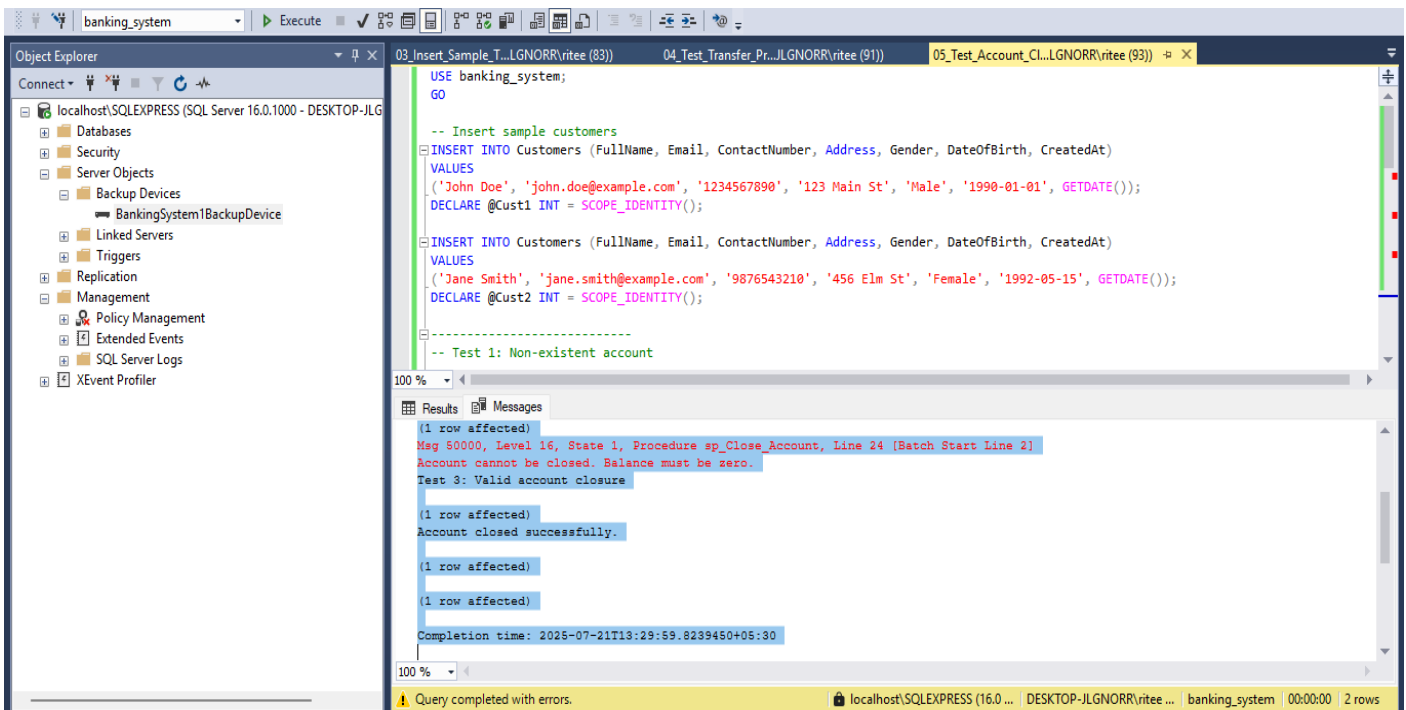 banking_system
Execute
Object Explorer
Connect
localhost\SQLEXPRESS (SQL Server 16.0.1000 - DESKTOP-JLG
Databases
Security
Server Objects
Backup Devices
BankingSystem1BackupDevice
Linked Servers
Triggers
Replication
Management
Policy Management
Extended Events
SQL Server Logs
XEvent Profiler
03_Insert_Sample_T...LGNORR\ritee (83))
04_Test_Transfer_Pr...JLGNORR\ritee (91))
05_Test_Account_Cl...LGNORR\ritee (93))
USE banking_system;
GO
-- Insert sample customers
INSERT INTO Customers (FullName, Email, ContactNumber, Address, Gender, DateOfBirth, CreatedAt)
VALUES
('John Doe', 'john.doe@example.com', '1234567890', '123 Main St', 'Male', '1990-01-01', GETDATE());
DECLARE @Cust1 INT = SCOPE_IDENTITY();
INSERT INTO Customers (FullName, Email, ContactNumber, Address, Gender, DateOfBirth, CreatedAt)
VALUES
('Jane Smith', 'jane.smith@example.com', '9876543210', '456 Elm St', 'Female', '1992-05-15', GETDATE());
DECLARE @Cust2 INT = SCOPE_IDENTITY();
----------------------------
-- Test 1: Non-existent account
100 %
Results
Messages
(1 row affected)
Msg 50000, Level 16, State 1, Procedure sp_Close_Account, Line 24 [Batch Start Line 2]
Account cannot be closed. Balance must be zero.
Test 3: Valid account closure
(1 row affected)
Account closed successfully.
(1 row affected)
(1 row affected)
Completion time: 2025-07-21T13:29:59.8239450+05:30
100 %
Query completed with errors.
localhost\SQLEXPRESS (16.0 ...
DESKTOP-JLGNORR\ritee ...
banking_system
00:00:00
2 rows